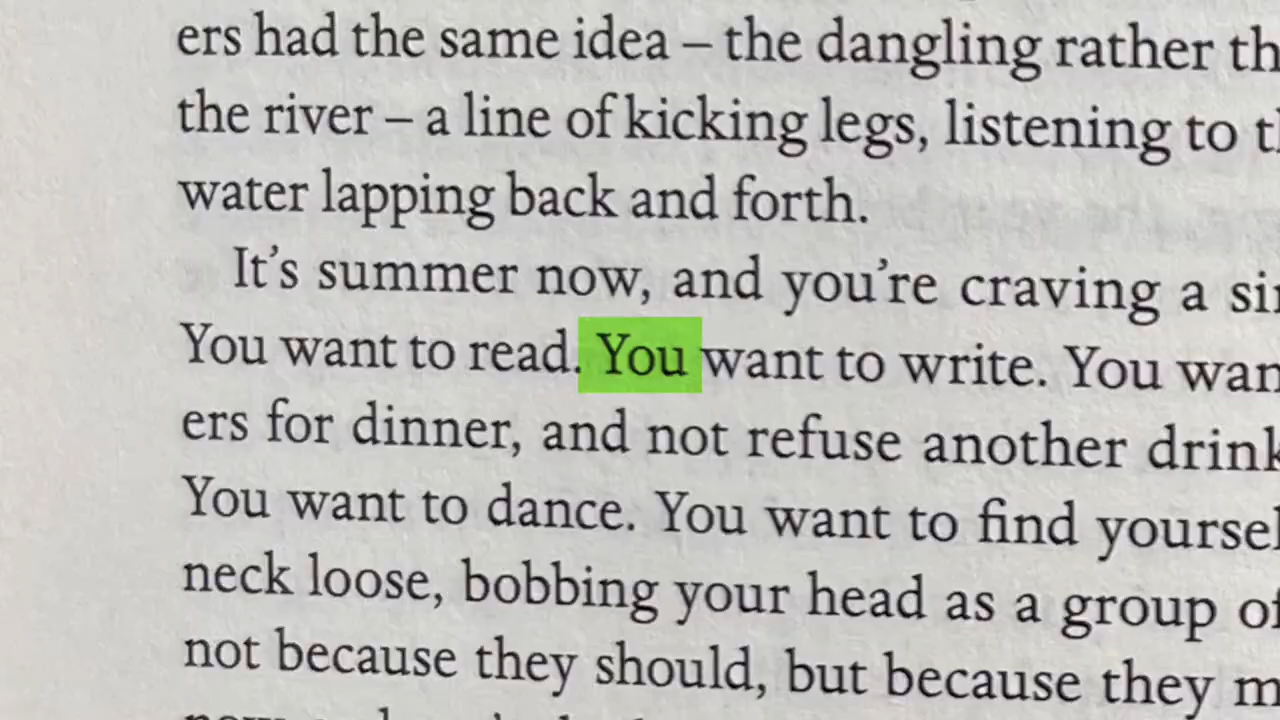 ers had the same idea – the dangling rather th
the river – a line of kicking legs, listening to t
water lapping back and forth.
It's summer now, and you're craving a si
You want to read. You want to write. You wan
ers for dinner, and not refuse another drink
You want to dance. You want to find yoursel
neck loose, bobbing your head as a group of
not because they should, but because they m